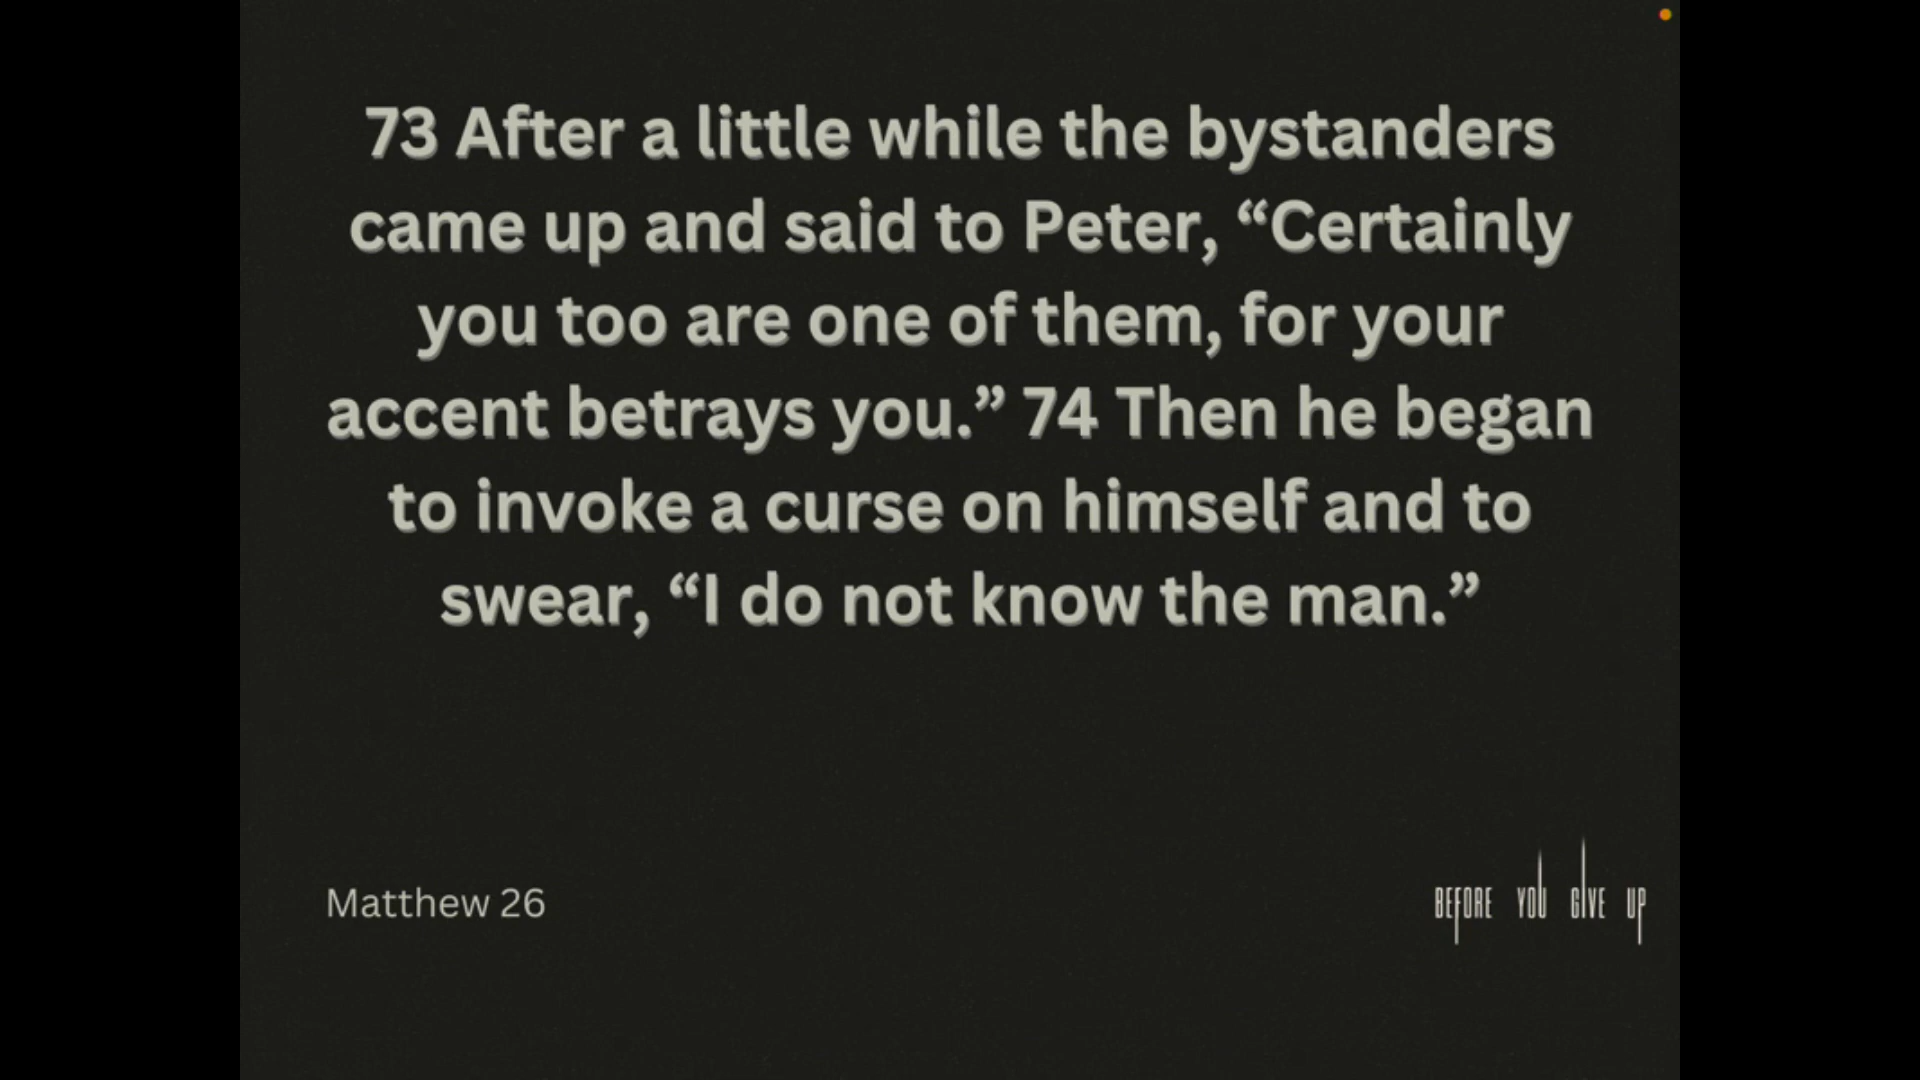 73 After a little while the bystanders
came up and said to Peter, “Certainly
you too are one of them, for your
accent betrays you.” 74 Then he began
to invoke a curse on himself and to
swear, “I do not know the man.”
Matthew 26
BEFORE YOU GIVE UP